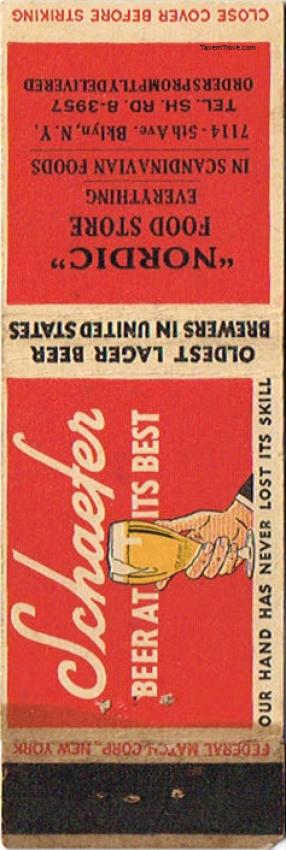 CLOSE COVER BEFORE STRIKING
TavernTrove.com
"NORDIC"
FOOD STORE
EVERYTHING
IN SCANDINAVIAN FOODS
7114 - 5th Ave. Bklyn, N.Y.
TEL. SH. RD. 8-3957
ORDERS PROMPTLY DELIVERED
OLDEST LAGER BEER
BREWERS IN UNITED STATES
Schaefer
BEER AT ITS BEST
OUR HAND HAS NEVER LOST ITS SKILL
FEDERAL MATCH CORP., NEW YORK